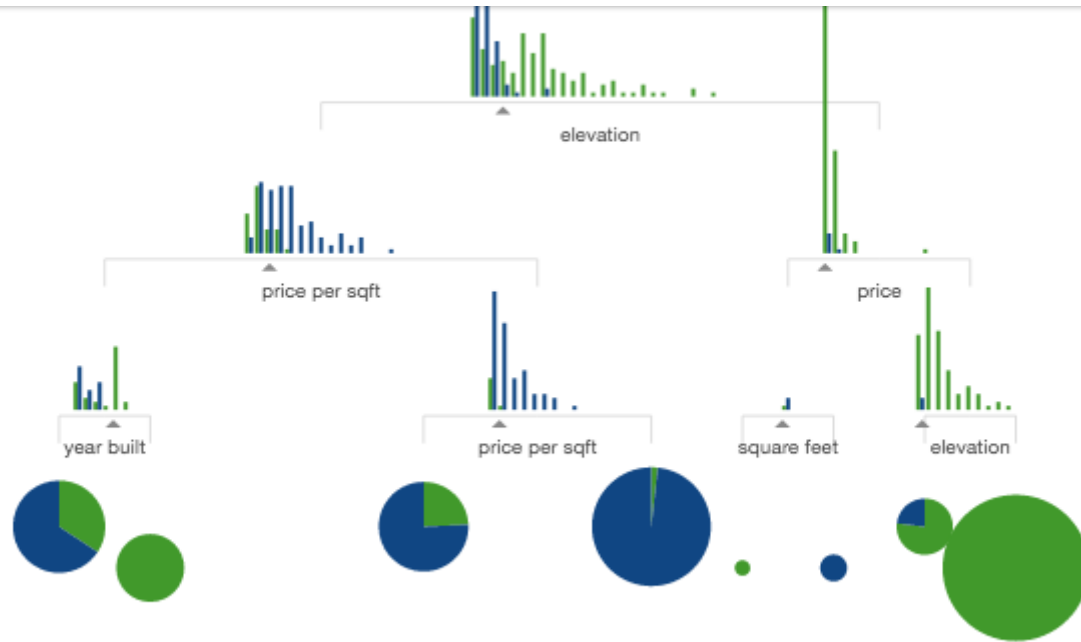 elevation
price per sqft
price
year built
price per sqft
square feet
elevation